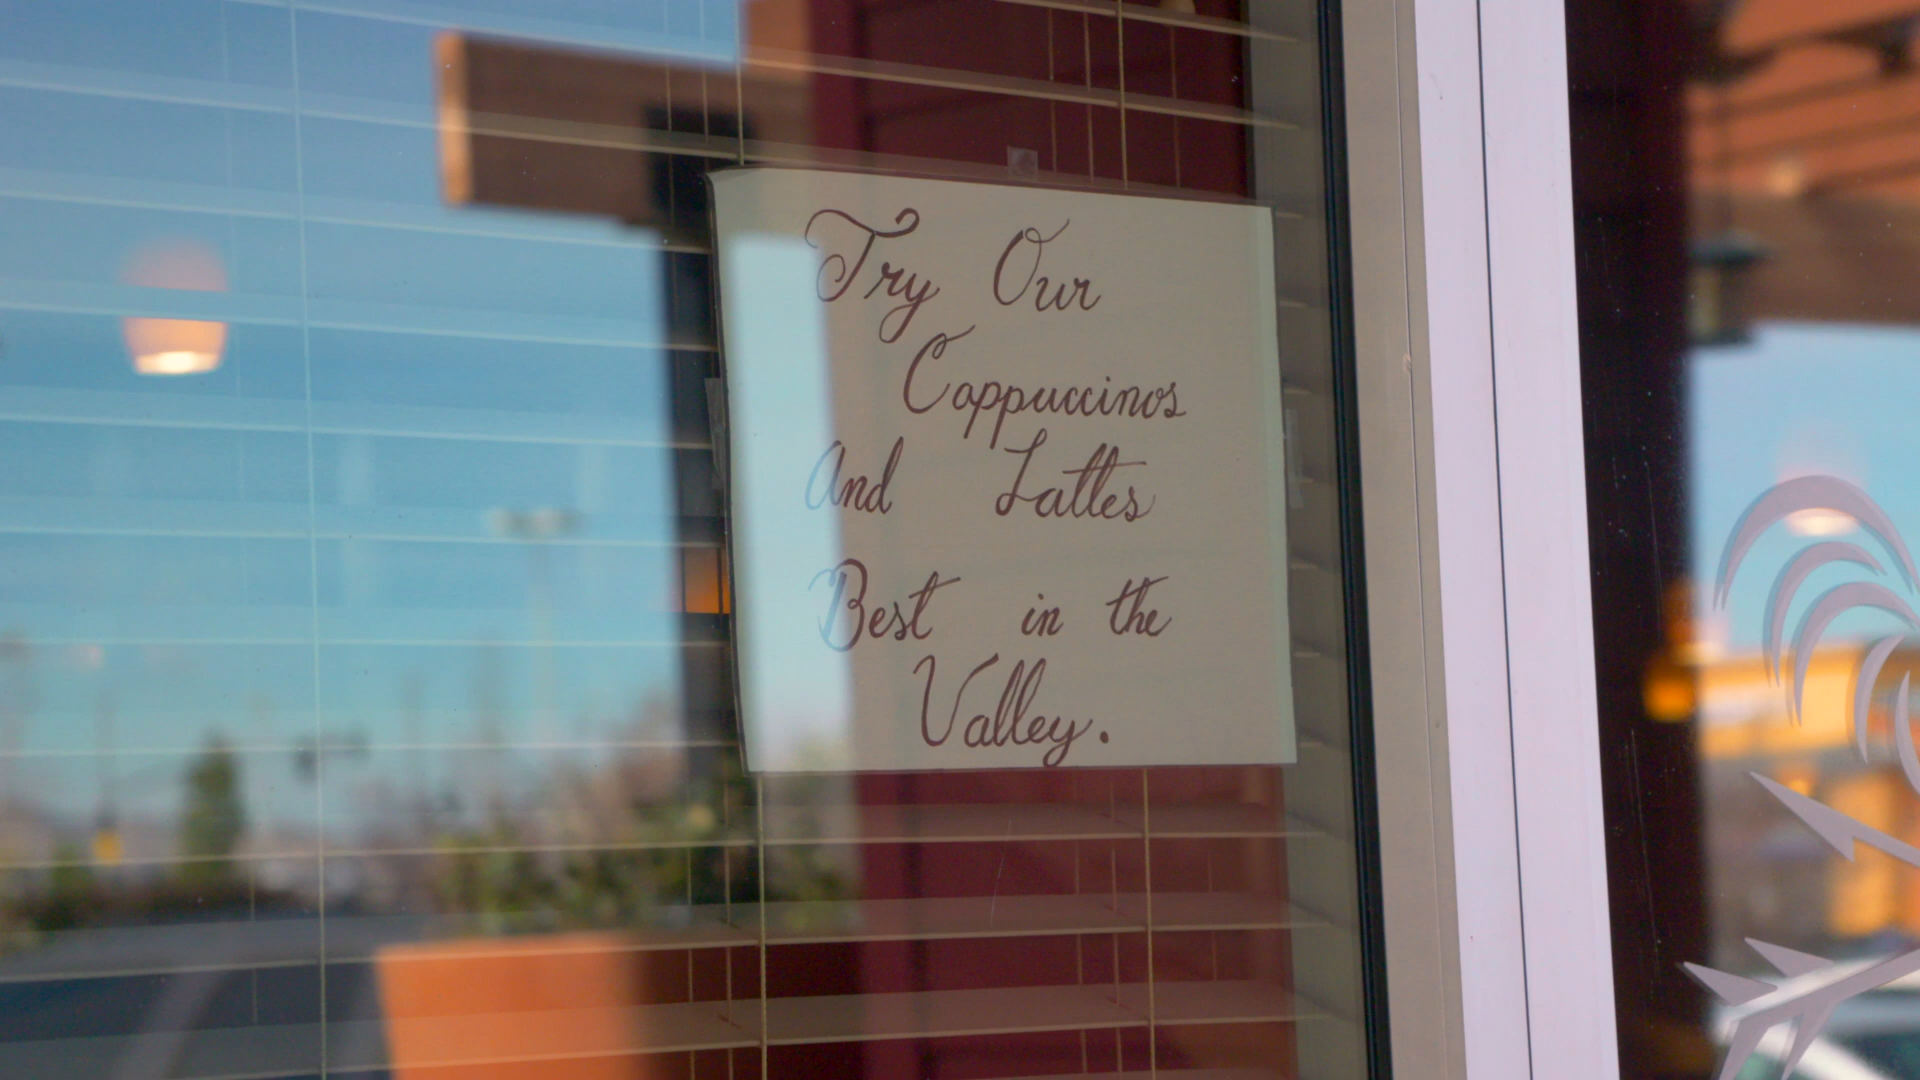 Try Our
Cappuccinos
And Lattes
Best in the
Valley.